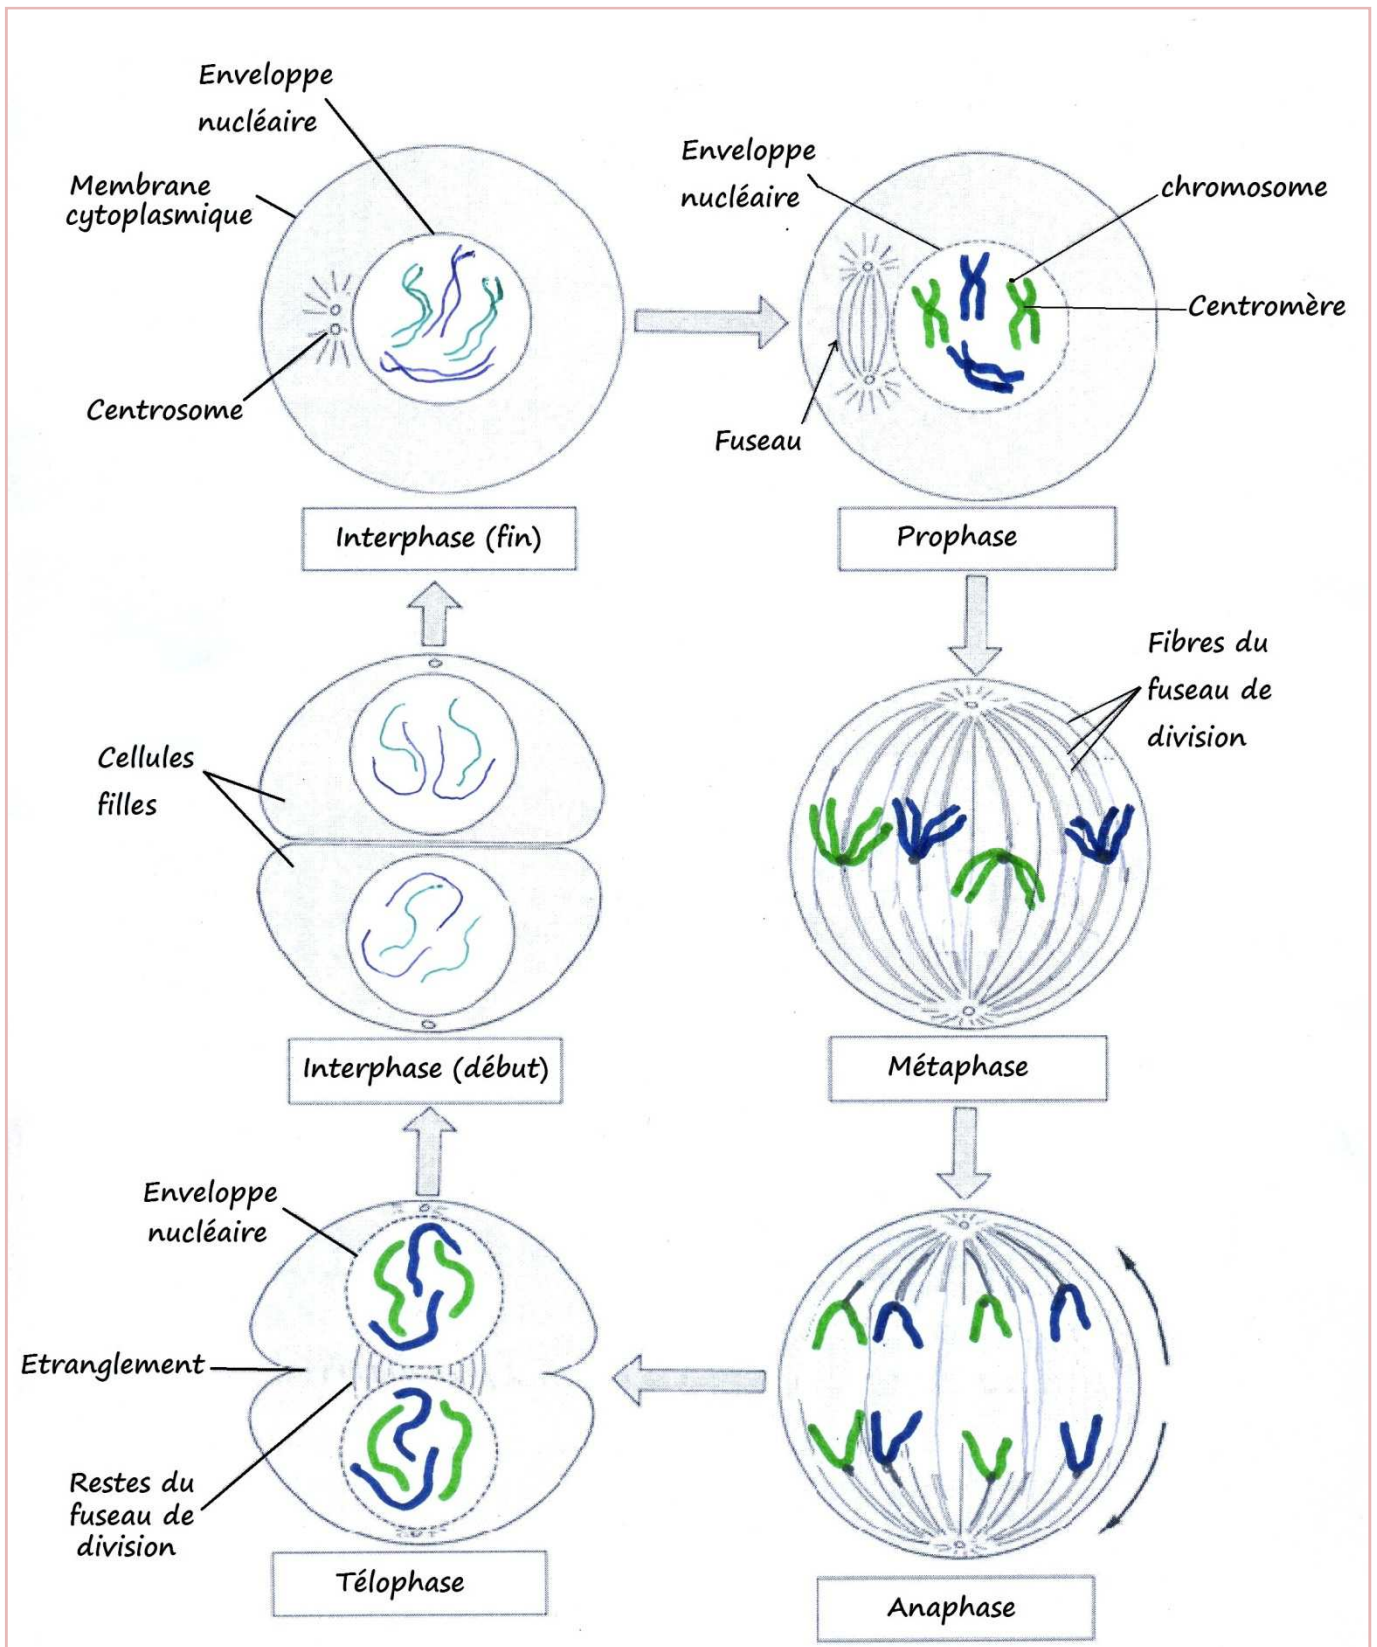 Enveloppe
nucléaire
Membrane
cytoplasmique
Centrosome
Interphase (fin)
Enveloppe
nucléaire
chromosome
Centromère
Fuseau
Prophase
Fibres du
fuseau de
division
Métaphase
Cellules
filles
Interphase (début)
Enveloppe
nucléaire
Etranglement
Restes du
fuseau de
division
Télophase
Anaphase